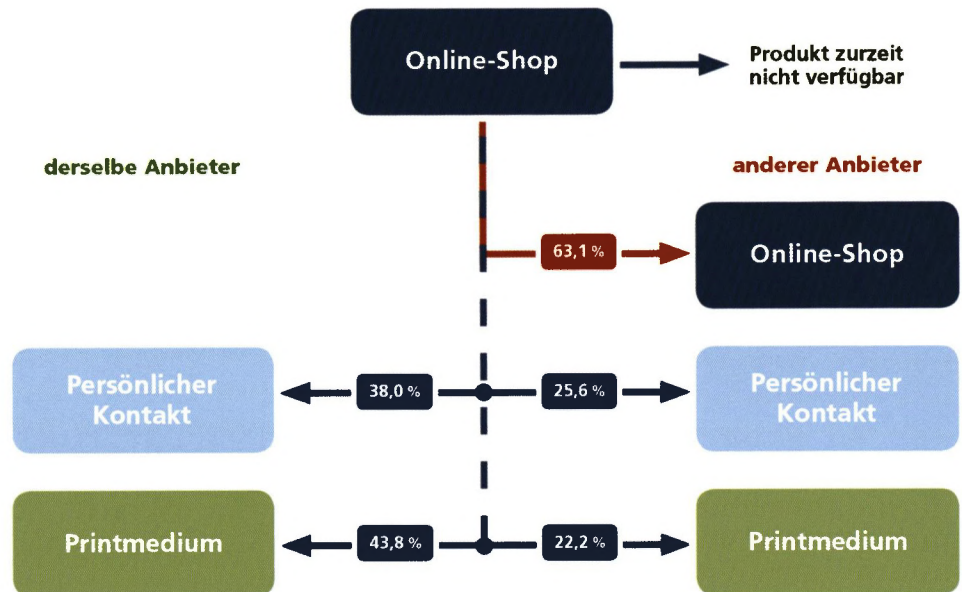 Online-Shop
Produkt zurzeit
nicht verfügbar
derselbe Anbieter
anderer Anbieter
63,1 %
Online-Shop
Persönlicher
Kontakt
38,0 %
25,6 %
Persönlicher
Kontakt
Printmedium
43,8 %
22,2 %
Printmedium